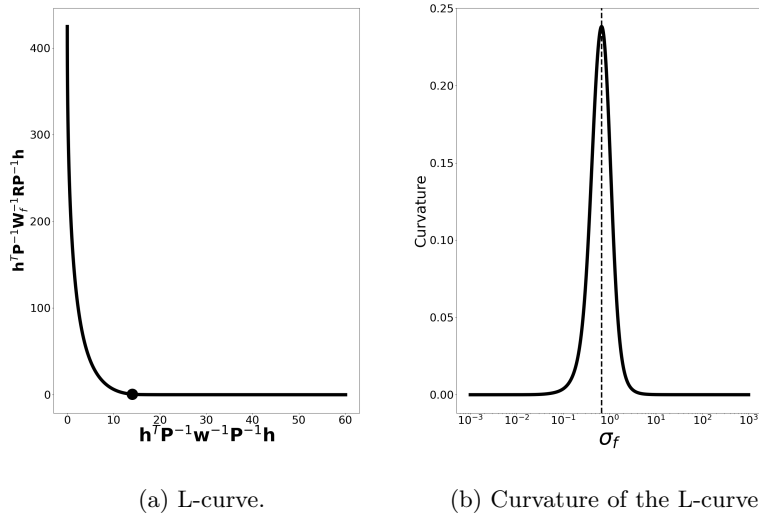 400
300
200
100
0
h^T P^−1 W_f^−1 R P^−1 h
0 10 20 30 40 50 60
h^T P^−1 w^−1 P^−1 h
(a) L-curve.
0.25
0.20
0.15
0.10
0.05
0.00
Curvature
10^−3 10^−2 10^−1 10^0 10^1 10^2 10^3
σ_f
(b) Curvature of the L-curve